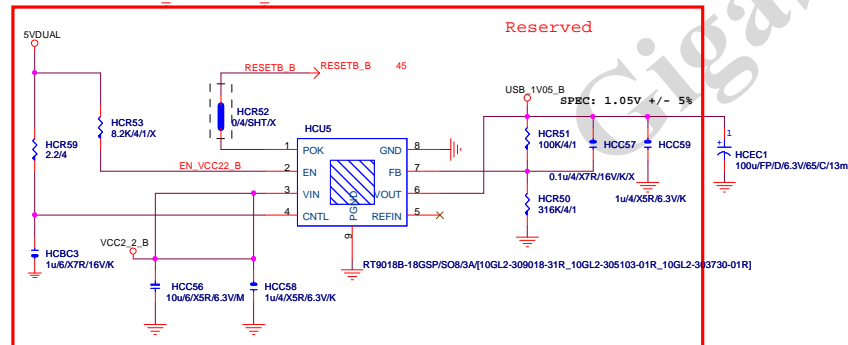 Reserved
Giga
5VDUAL
RESETB_B
RESETB_B
45
USB_1V05_B
SPEC: 1.05V +/- 5%
HCR53
8.2K/4/1/X
HCR52
0/4/SHT/X
HCU5
HCR59
2.2/4
HCR51
100K/4/1
HCC57
HCC59
HCEC1
100u/FP/D/6.3V/65/C/13m
1
+
1
POK
GND
8
EN_VCC22_B
2
EN
FB
7
0.1u/4/X7R/16V/K/X
3
VIN
VOUT
6
1u/4/X5R/6.3V/K
4
CNTL
REFIN
5
PGND
9
HCR50
316K/4/1
VCC2_2_B
HCBC3
1u/6/X7R/16V/K
RT9018B-18GSP/SO8/3A/[10GL2-309018-31R_10GL2-305103-01R_10GL2-303730-01R]
HCC56
10u/6/X5R/6.3V/M
HCC58
1u/4/X5R/6.3V/K